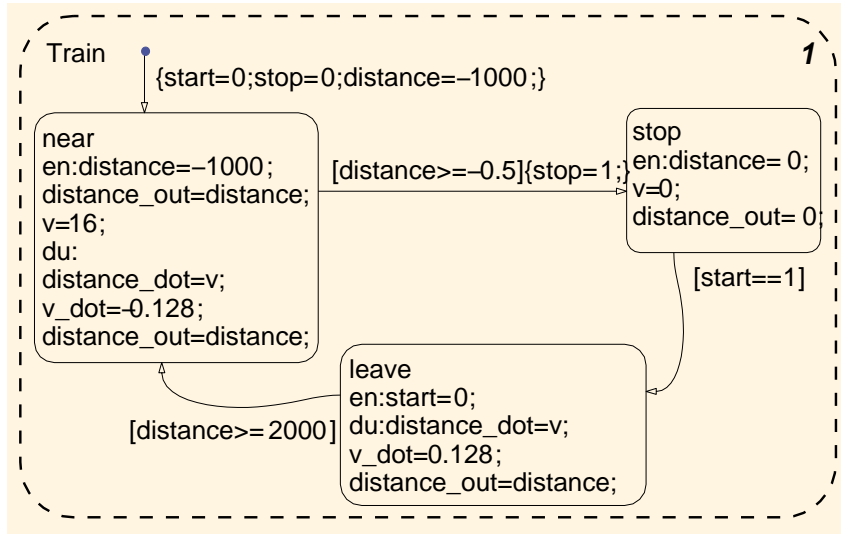 Train
1
{start=0;stop=0;distance=−1000;}
near
en:distance=−1000;
distance_out=distance;
v=16;
du:
distance_dot=v;
v_dot=−0.128;
distance_out=distance;
[distance>=−0.5]{stop=1;}
stop
en:distance= 0;
v=0;
distance_out= 0;
[start==1]
leave
en:start=0;
du:distance_dot=v;
v_dot=0.128;
distance_out=distance;
[distance>= 2000]